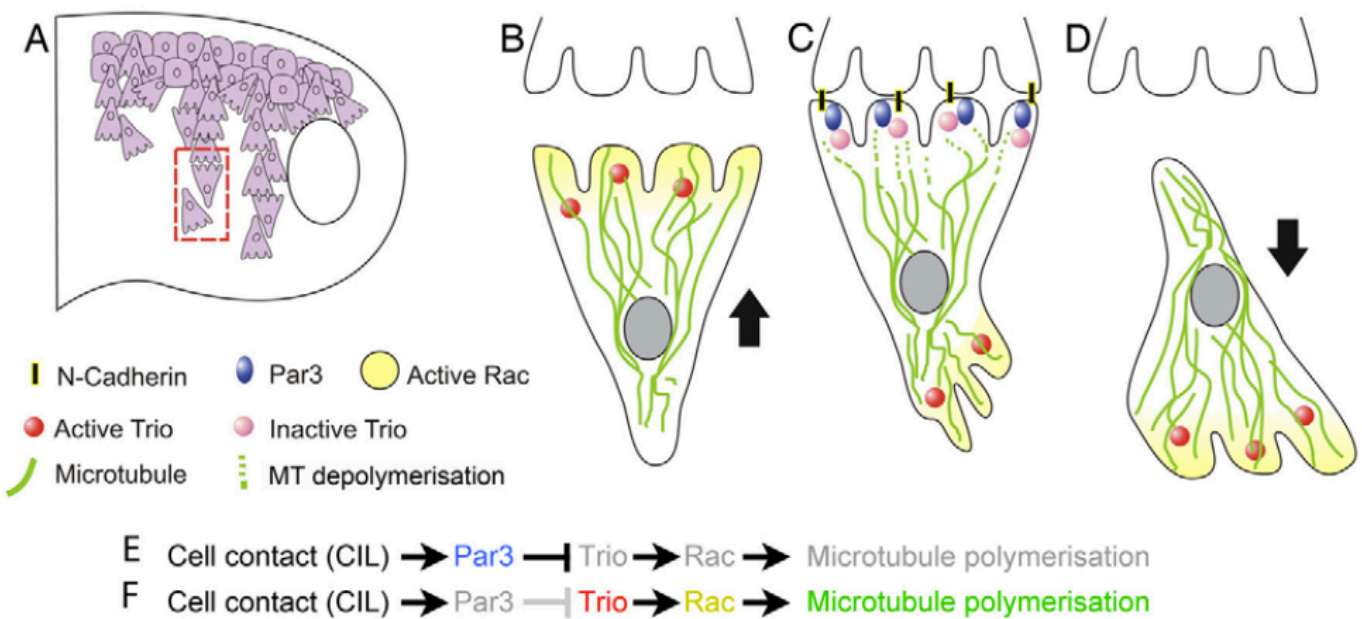 A
B
C
D
N-Cadherin
Par3
Active Rac
Active Trio
Inactive Trio
Microtubule
MT depolymerisation
E Cell contact (CIL) Par3 Trio Rac Microtubule polymerisation
F Cell contact (CIL) Par3 Trio Rac Microtubule polymerisation